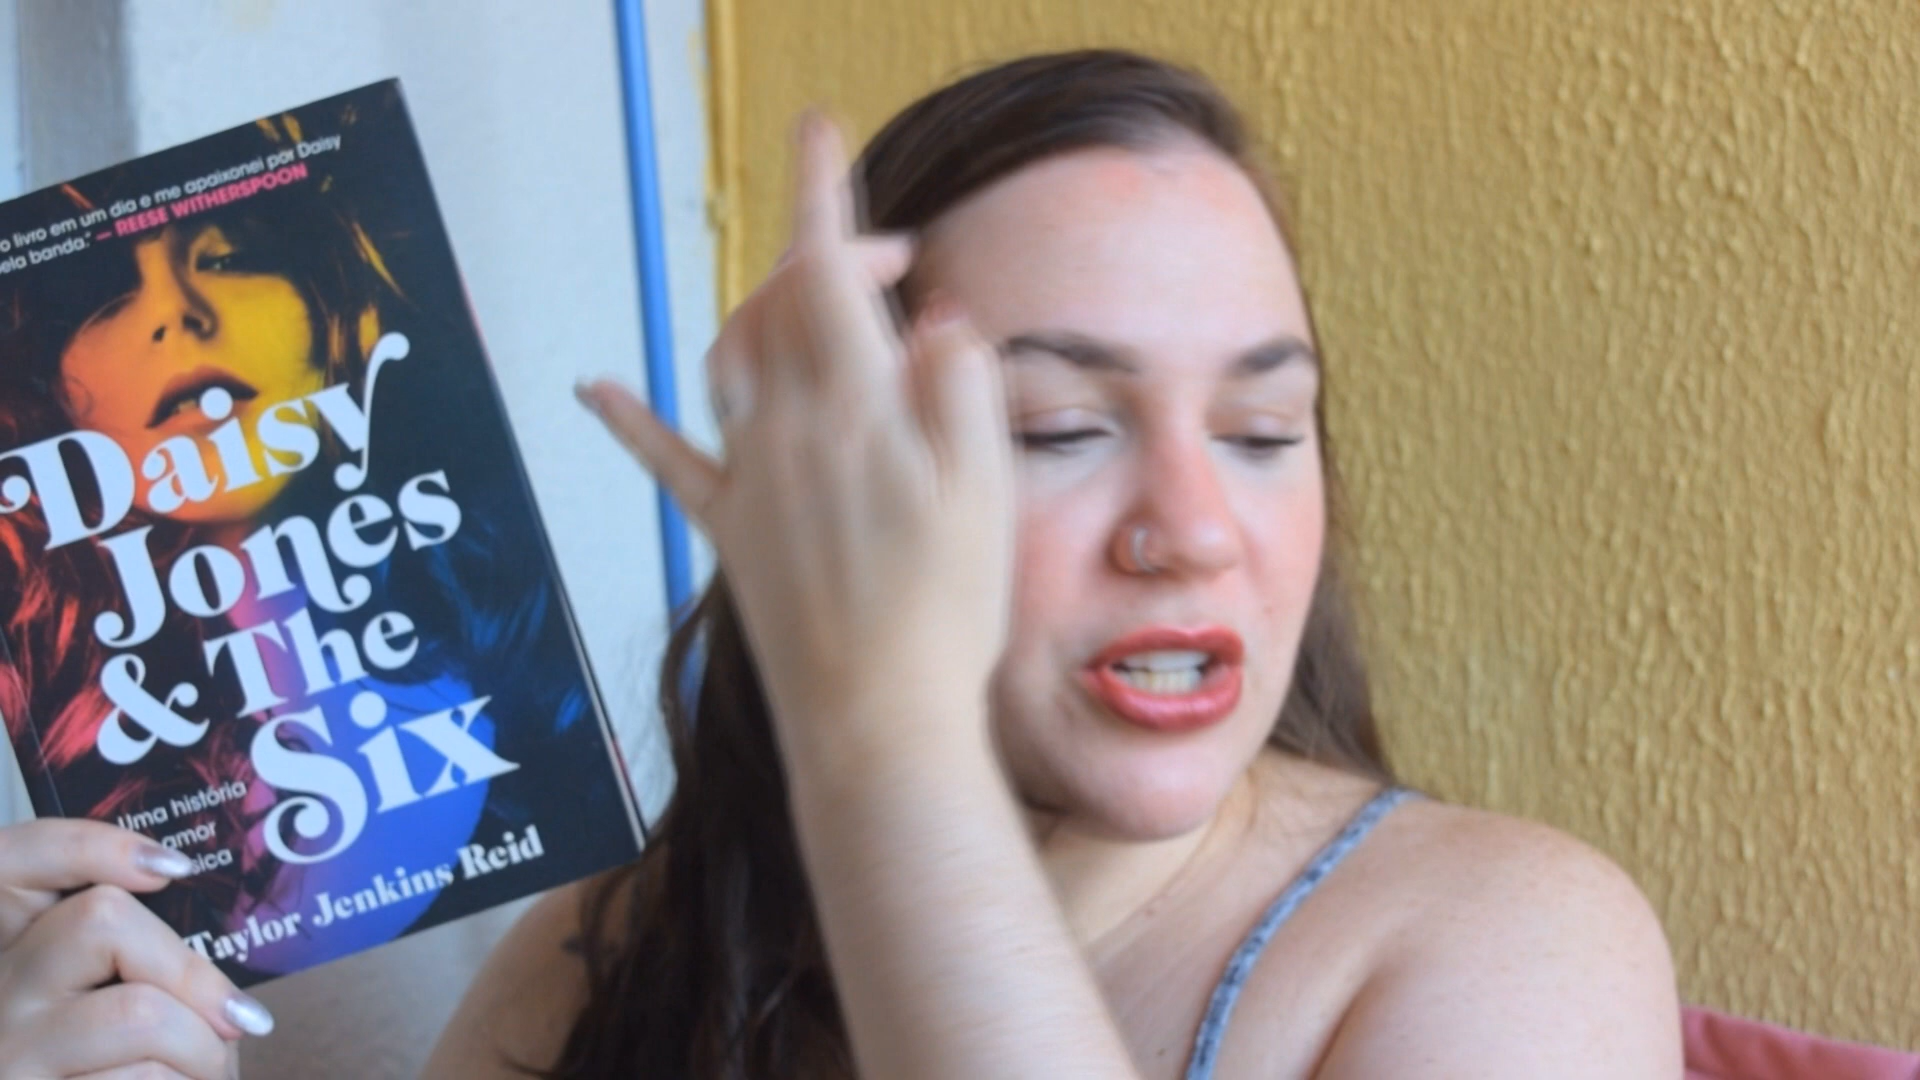 o livro em um dia e me apaixonei por Daisy
ela banda." — REESE WITHERSPOON
Daisy
Jones
& The
Six
Uma história
amor
sica
Taylor Jenkins Reid